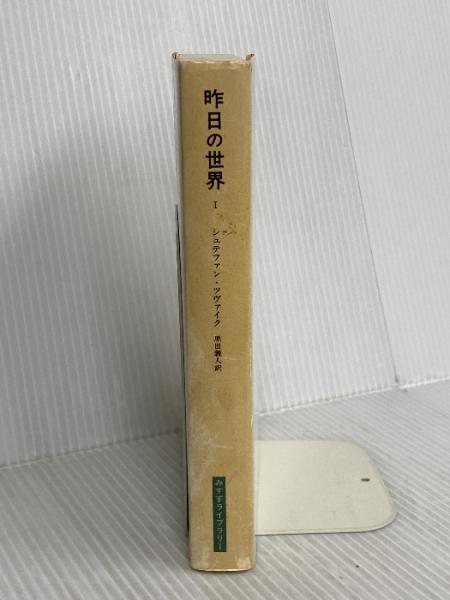 昨日の世界
I
シュテファン・ツヴァイク
原田義人訳
みすずライブラリー